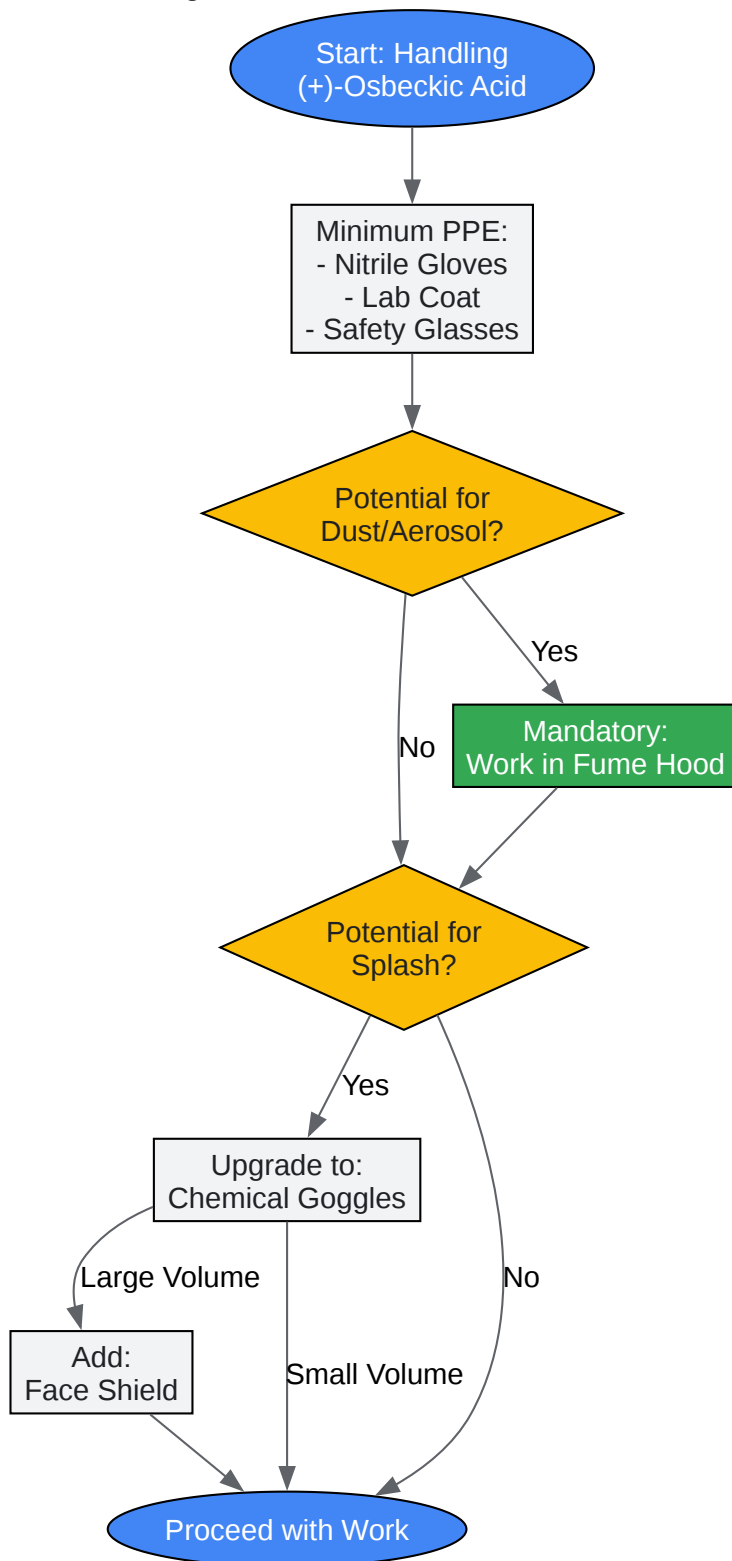 Start: Handling
(+)-Osbeckic Acid
Minimum PPE:
- Nitrile Gloves
- Lab Coat
- Safety Glasses
Potential for
Dust/Aerosol?
Yes
No
Mandatory:
Work in Fume Hood
Potential for
Splash?
Yes
Upgrade to:
Chemical Goggles
Large Volume
No
Add:
Face Shield
Small Volume
Proceed with Work